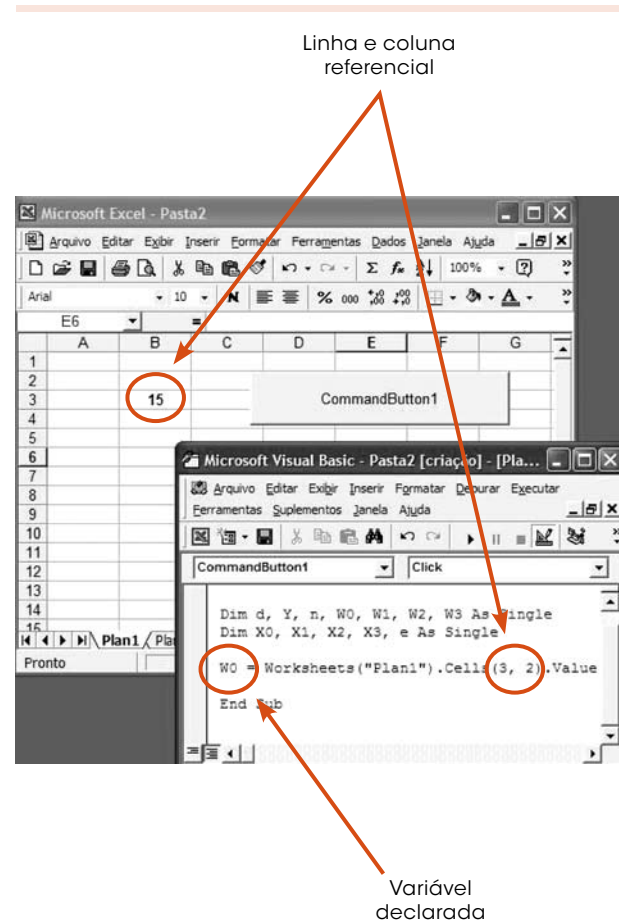 Linha e coluna
referencial
Microsoft Excel - Pasta2
Arquivo Editar Exibir Inserir Formatar Ferramentas Dados Janela Ajuda
100%
Arial 10 N % 000
E6 =
A B C D E F G
1
2
3 15 CommandButton1
4
5
6
7
8
9
10
11
12
13
14
15
Plan1
Pronto
Microsoft Visual Basic - Pasta2 [criação] - [Pla...
Arquivo Editar Exibir Inserir Formatar Depurar Executar
Ferramentas Suplementos Janela Ajuda
CommandButton1 Click
Dim d, Y, n, W0, W1, W2, W3 As Single
Dim X0, X1, X2, X3, e As Single
W0 = Worksheets("Plan1").Cells(3, 2).Value
End Sub
Variável
declarada